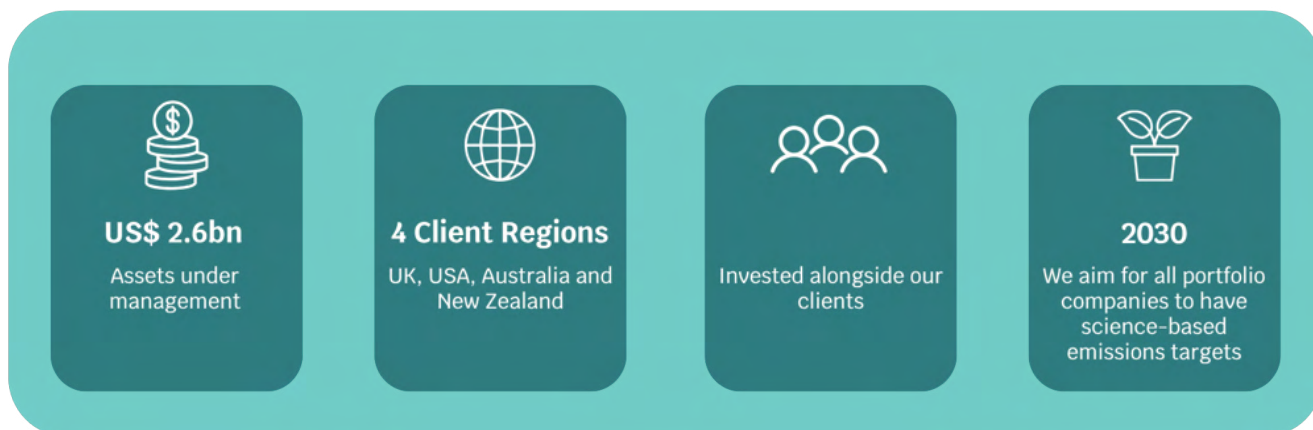 $
US$ 2.6bn
Assets under
management
4 Client Regions
UK, USA, Australia and
New Zealand
Invested alongside our
clients
2030
We aim for all portfolio
companies to have
science-based
emissions targets